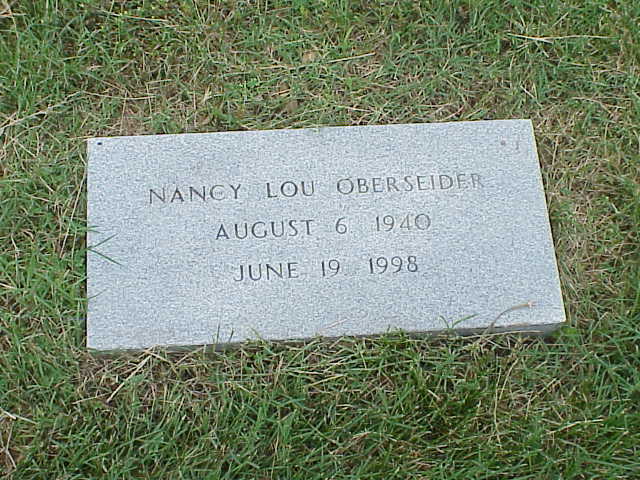 NANCY LOU OBERSEIDER
AUGUST 6 1940
JUNE 19 1998